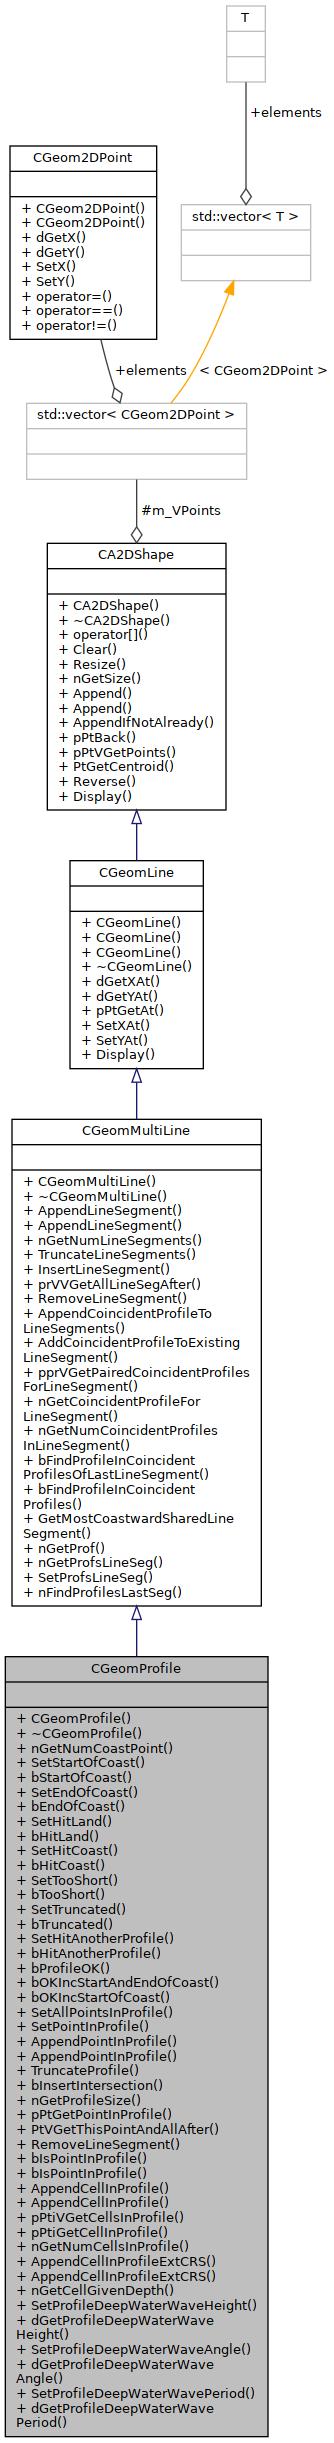 T
+elements
CGeom2DPoint
+ CGeom2DPoint()
+ CGeom2DPoint()
+ dGetX()
+ dGetY()
+ SetX()
+ SetY()
+ operator=()
+ operator==()
+ operator!=()
std::vector< T >
+elements
< CGeom2DPoint >
std::vector< CGeom2DPoint >
#m_VPoints
CA2DShape
+ CA2DShape()
+ ~CA2DShape()
+ operator[]()
+ Clear()
+ Resize()
+ nGetSize()
+ Append()
+ Append()
+ AppendIfNotAlready()
+ pPtBack()
+ pPtVGetPoints()
+ PtGetCentroid()
+ Reverse()
+ Display()
CGeomLine
+ CGeomLine()
+ CGeomLine()
+ CGeomLine()
+ ~CGeomLine()
+ dGetXAt()
+ dGetYAt()
+ pPtGetAt()
+ SetXAt()
+ SetYAt()
+ Display()
CGeomMultiLine
+ CGeomMultiLine()
+ ~CGeomMultiLine()
+ AppendLineSegment()
+ AppendLineSegment()
+ nGetNumLineSegments()
+ TruncateLineSegments()
+ InsertLineSegment()
+ prVVGetAllLineSegAfter()
+ RemoveLineSegment()
+ AppendCoincidentProfileTo
LineSegments()
+ AddCoincidentProfileToExisting
LineSegment()
+ pprVGetPairedCoincidentProfiles
ForLineSegment()
+ nGetCoincidentProfileFor
LineSegment()
+ nGetNumCoincidentProfiles
InLineSegment()
+ bFindProfileInCoincident
ProfilesOfLastLineSegment()
+ bFindProfileInCoincident
Profiles()
+ GetMostCoastwardSharedLine
Segment()
+ nGetProf()
+ nGetProfsLineSeg()
+ SetProfsLineSeg()
+ nFindProfilesLastSeg()
CGeomProfile
+ CGeomProfile()
+ ~CGeomProfile()
+ nGetNumCoastPoint()
+ SetStartOfCoast()
+ bStartOfCoast()
+ SetEndOfCoast()
+ bEndOfCoast()
+ SetHitLand()
+ bHitLand()
+ SetHitCoast()
+ bHitCoast()
+ SetTooShort()
+ bTooShort()
+ SetTruncated()
+ bTruncated()
+ SetHitAnotherProfile()
+ bHitAnotherProfile()
+ bProfileOK()
+ bOKIncStartAndEndOfCoast()
+ bOKIncStartOfCoast()
+ SetAllPointsInProfile()
+ SetPointInProfile()
+ AppendPointInProfile()
+ AppendPointInProfile()
+ TruncateProfile()
+ bInsertIntersection()
+ nGetProfileSize()
+ pPtGetPointInProfile()
+ PtVGetThisPointAndAllAfter()
+ RemoveLineSegment()
+ bIsPointInProfile()
+ bIsPointInProfile()
+ AppendCellInProfile()
+ AppendCellInProfile()
+ pPtiVGetCellsInProfile()
+ pPtiGetCellInProfile()
+ nGetNumCellsInProfile()
+ AppendCellInProfileExtCRS()
+ AppendCellInProfileExtCRS()
+ nGetCellGivenDepth()
+ SetProfileDeepWaterWaveHeight()
+ dGetProfileDeepWaterWave
Height()
+ SetProfileDeepWaterWaveAngle()
+ dGetProfileDeepWaterWave
Angle()
+ SetProfileDeepWaterWavePeriod()
+ dGetProfileDeepWaterWave
Period()